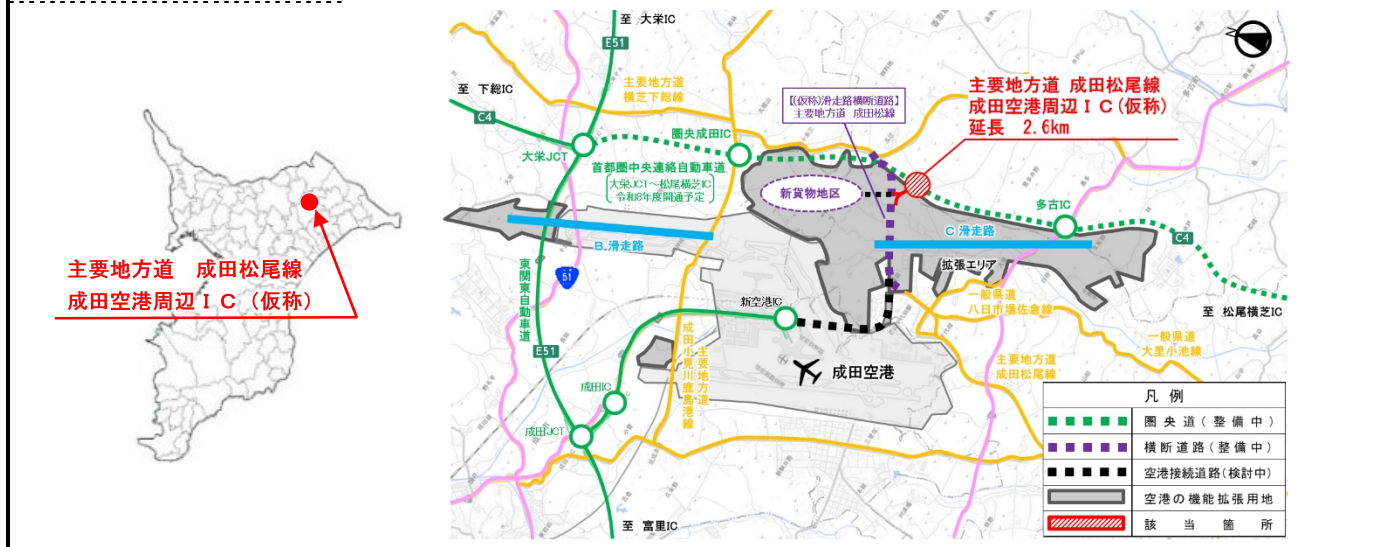 主要地方道 成田松尾線
成田空港周辺ＩＣ（仮称）
至 大栄IC
E51
至 下総IC
C4
主要地方道
横芝下総線
【(仮称)滑走路横断道路】
主要地方道 成田松線
主要地方道 成田松尾線
成田空港周辺ＩＣ(仮称)
延長 2.6km
大栄JCT
圏央成田IC
首都圏中央連絡自動車道
大栄JCT～松尾横芝IC
令和8年度開通予定
新貨物地区
多古IC
C4
B.滑走路
C 滑走路
拡張エリア
51
東関東自動車道
新空港IC
一般県道
八日市場佐倉線
至 松尾横芝IC
一般県道
大里小池線
主要地方道
成田小見川鹿島港線
主要地方道
成田松尾線
E51
成田空港
成田IC
成田JCT
至 富里IC
凡 例
圏央道(整備中)
横断道路(整備中)
空港接続道路(検討中)
空港の機能拡張用地
該当箇所